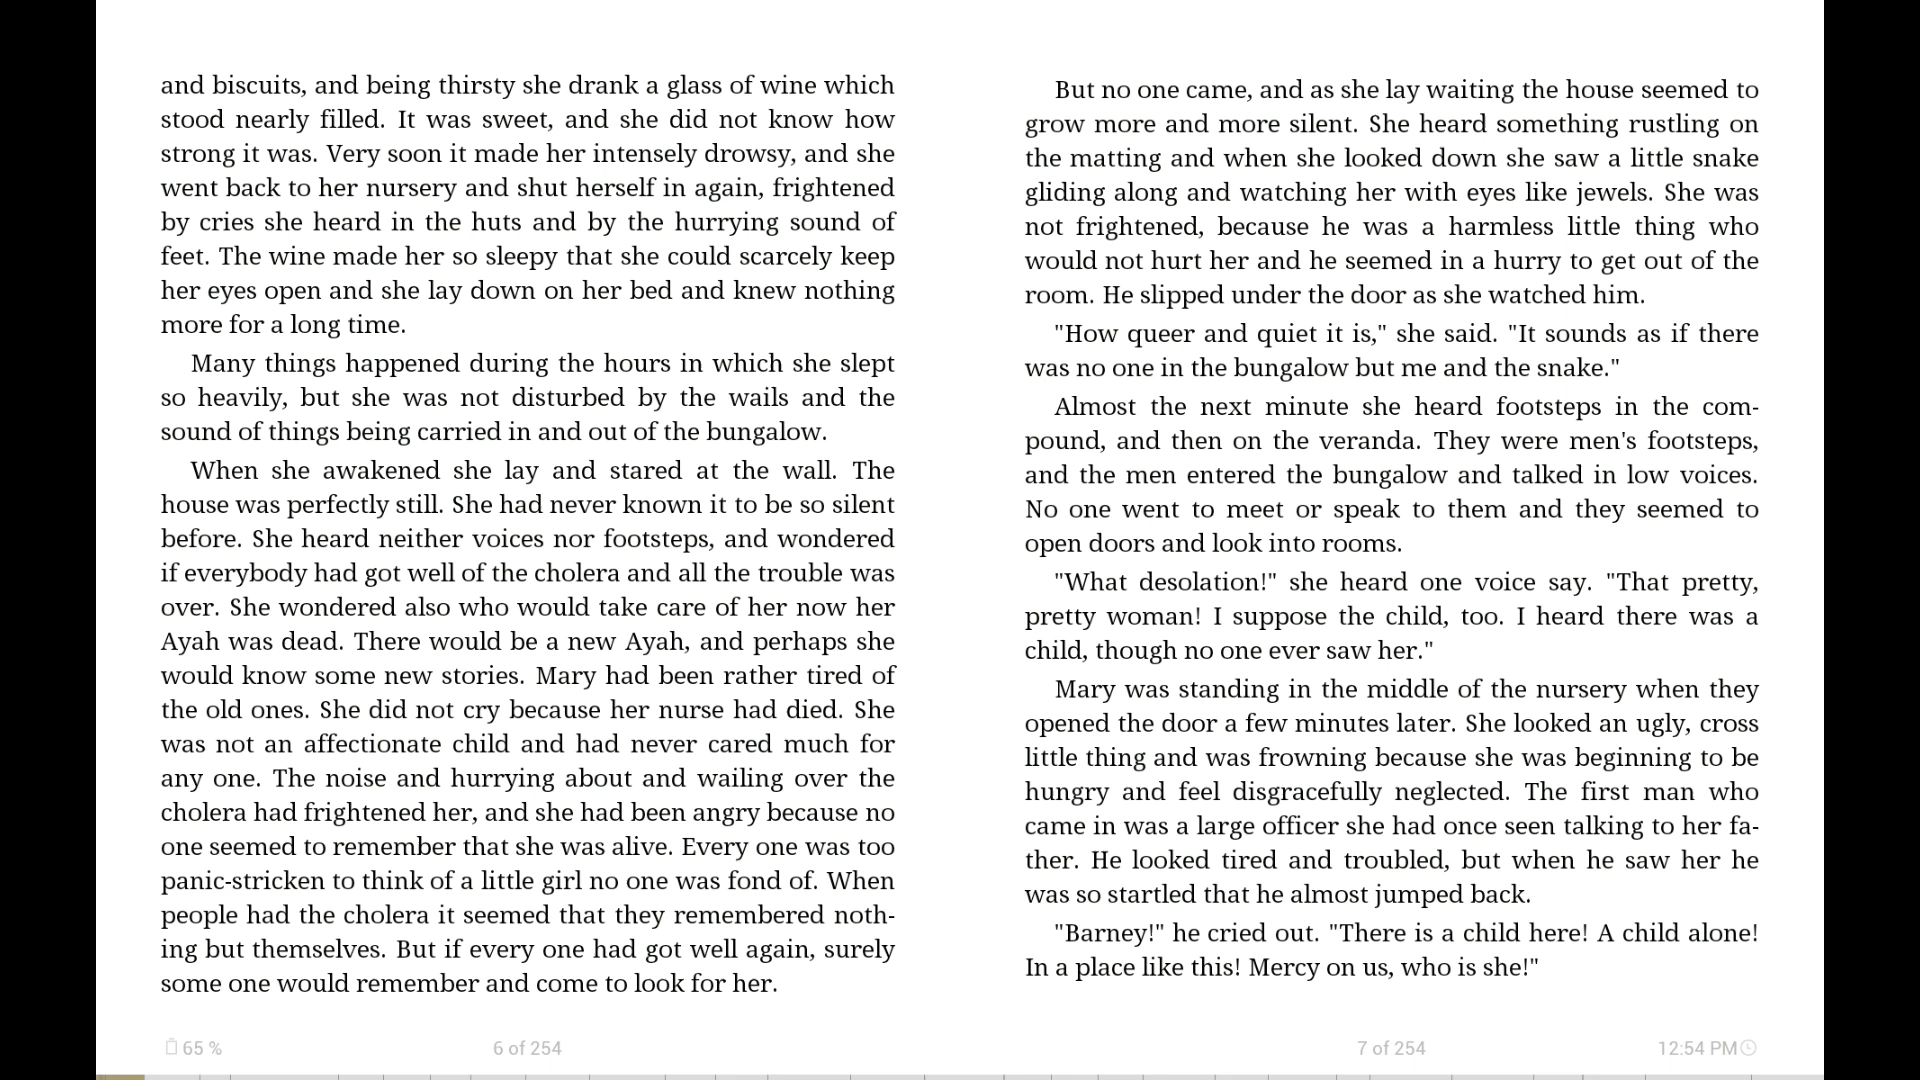 and biscuits, and being thirsty she drank a glass of wine which
stood nearly filled. It was sweet, and she did not know how
strong it was. Very soon it made her intensely drowsy, and she
went back to her nursery and shut herself in again, frightened
by cries she heard in the huts and by the hurrying sound of
feet. The wine made her so sleepy that she could scarcely keep
her eyes open and she lay down on her bed and knew nothing
more for a long time.
Many things happened during the hours in which she slept
so heavily, but she was not disturbed by the wails and the
sound of things being carried in and out of the bungalow.
When she awakened she lay and stared at the wall. The
house was perfectly still. She had never known it to be so silent
before. She heard neither voices nor footsteps, and wondered
if everybody had got well of the cholera and all the trouble was
over. She wondered also who would take care of her now her
Ayah was dead. There would be a new Ayah, and perhaps she
would know some new stories. Mary had been rather tired of
the old ones. She did not cry because her nurse had died. She
was not an affectionate child and had never cared much for
any one. The noise and hurrying about and wailing over the
cholera had frightened her, and she had been angry because no
one seemed to remember that she was alive. Every one was too
panic-stricken to think of a little girl no one was fond of. When
people had the cholera it seemed that they remembered noth-
ing but themselves. But if every one had got well again, surely
some one would remember and come to look for her.
65 %
6 of 254
But no one came, and as she lay waiting the house seemed to
grow more and more silent. She heard something rustling on
the matting and when she looked down she saw a little snake
gliding along and watching her with eyes like jewels. She was
not frightened, because he was a harmless little thing who
would not hurt her and he seemed in a hurry to get out of the
room. He slipped under the door as she watched him.
"How queer and quiet it is," she said. "It sounds as if there
was no one in the bungalow but me and the snake."
Almost the next minute she heard footsteps in the com-
pound, and then on the veranda. They were men's footsteps,
and the men entered the bungalow and talked in low voices.
No one went to meet or speak to them and they seemed to
open doors and look into rooms.
"What desolation!" she heard one voice say. "That pretty,
pretty woman! I suppose the child, too. I heard there was a
child, though no one ever saw her."
Mary was standing in the middle of the nursery when they
opened the door a few minutes later. She looked an ugly, cross
little thing and was frowning because she was beginning to be
hungry and feel disgracefully neglected. The first man who
came in was a large officer she had once seen talking to her fa-
ther. He looked tired and troubled, but when he saw her he
was so startled that he almost jumped back.
"Barney!" he cried out. "There is a child here! A child alone!
In a place like this! Mercy on us, who is she!"
7 of 254
12:54 PM